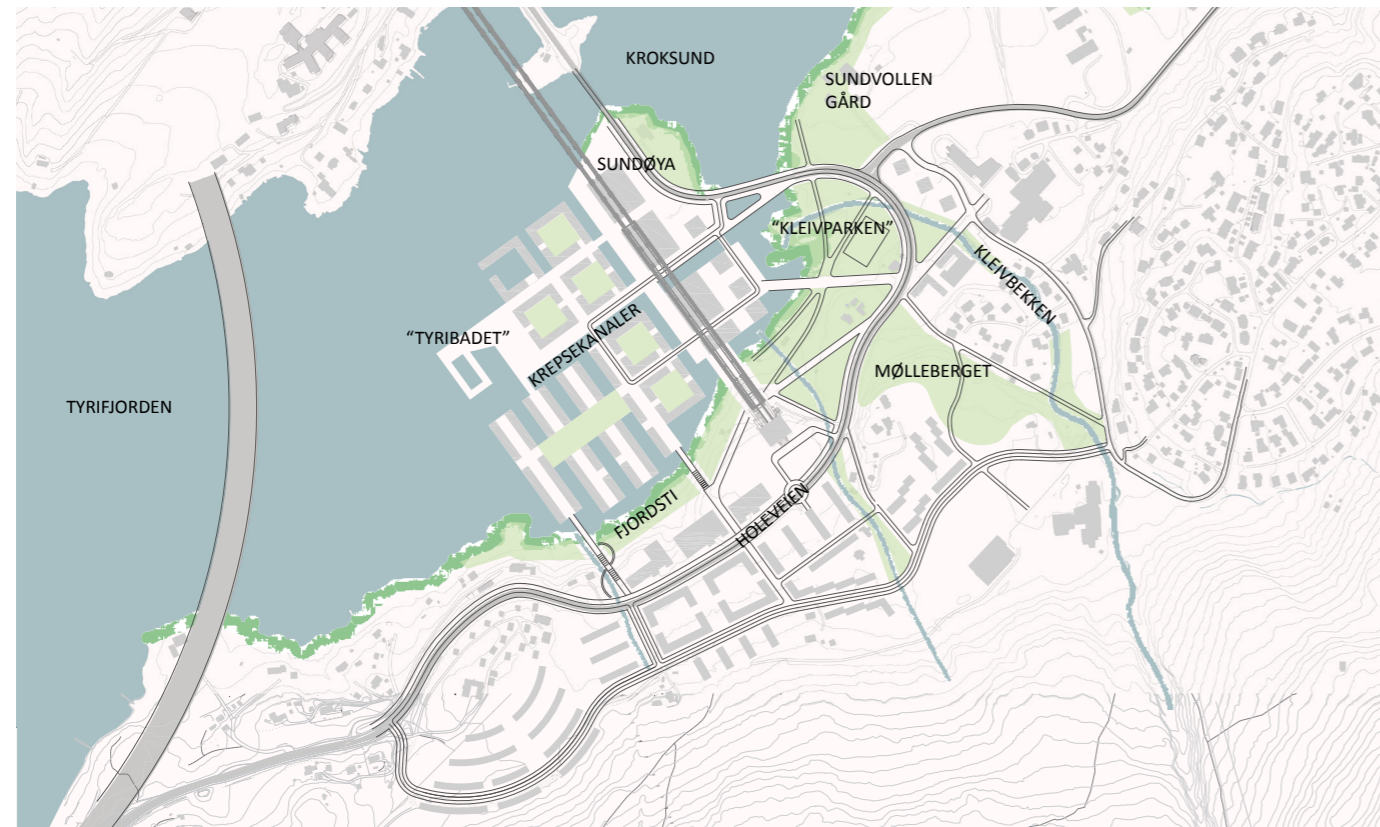 KROKSUND
SUNDVOLLEN
GÅRD
SUNDØYA
"KLEIVPARKEN"
KLEIVBEKKEN
KREPSEKANALER
"TYRIBADET"
MØLLEBERGET
TYRIFJORDEN
FJORDSTI
HOLEVEIEN